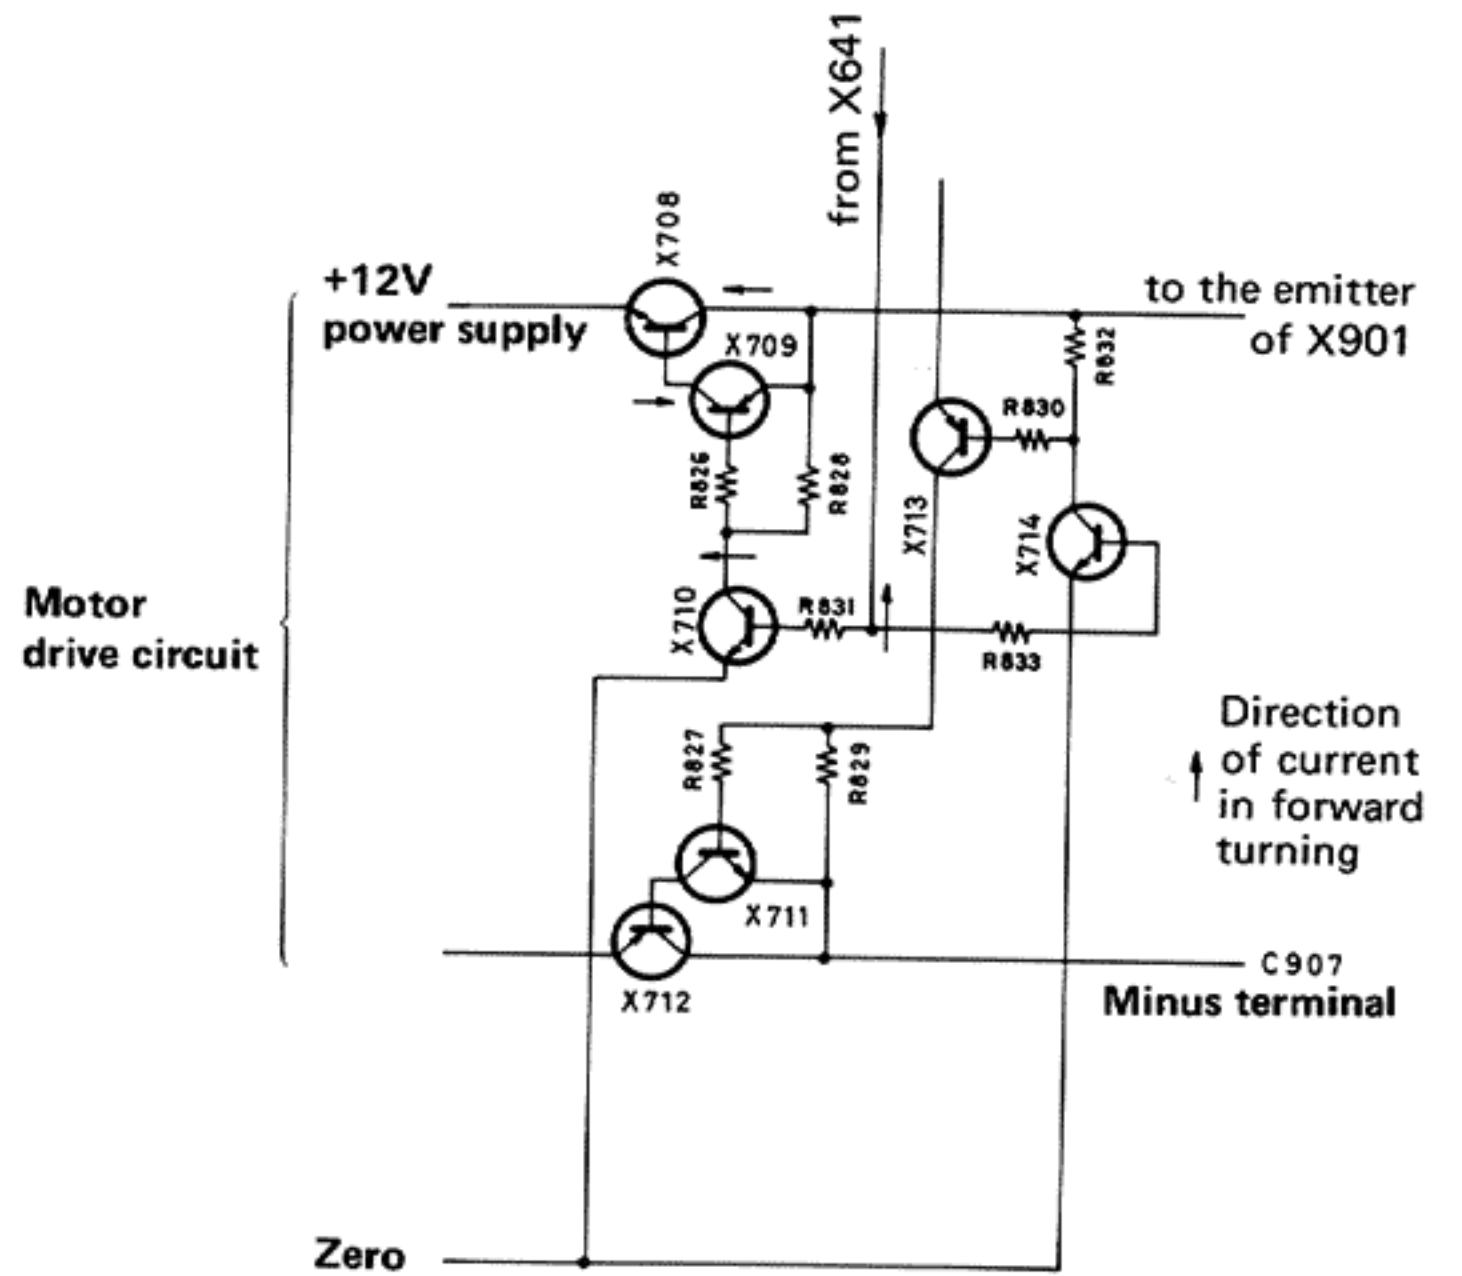 from X641
X708
+12V
power supply
to the emitter
of X901
X709
R832
R830
R826
R828
X713
X714
Motor
drive circuit
X710
R831
R833
Direction
of current
in forward
turning
R827
R829
X711
X712
C907
Minus terminal
Zero